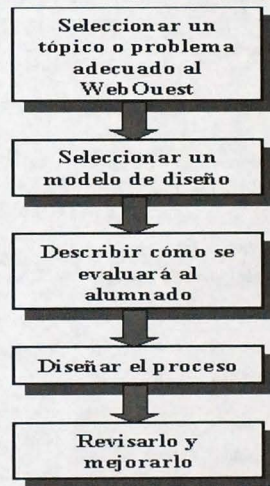 Seleccionar un
tópico o problema
adecuado al
WebQuest
Seleccionar un
modelo de diseño
Describir cómo se
evaluará al
alumnado
Diseñar el proceso
Revisarlo y
mejorarlo